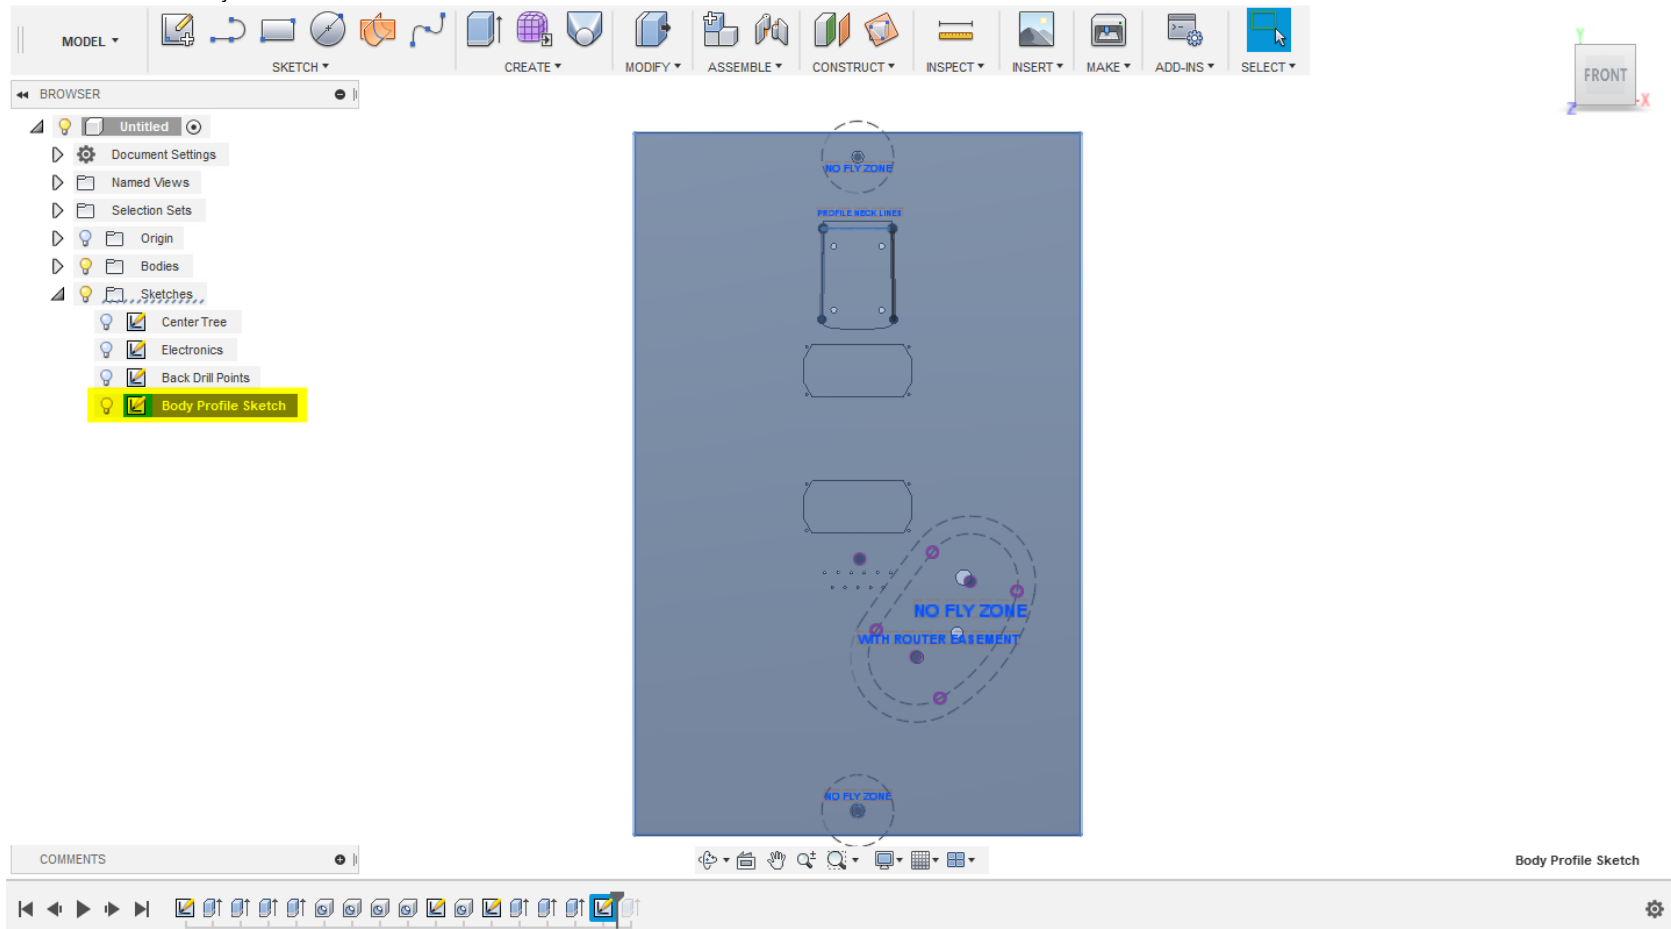 MODEL ▾
SKETCH ▾
CREATE ▾
MODIFY ▾
ASSEMBLE ▾
CONSTRUCT ▾
INSPECT ▾
INSERT ▾
MAKE ▾
ADD-INS ▾
SELECT ▾
Y
FRONT
X
Z
BROWSER
Untitled
Document Settings
Named Views
Selection Sets
Origin
Bodies
Sketches
Center Tree
Electronics
Back Drill Points
Body Profile Sketch
NO FLY ZONE
PROFILE NECK LINES
NO FLY ZONE
WITH ROUTER EASEMENT
NO FLY ZONE
COMMENTS
Body Profile Sketch